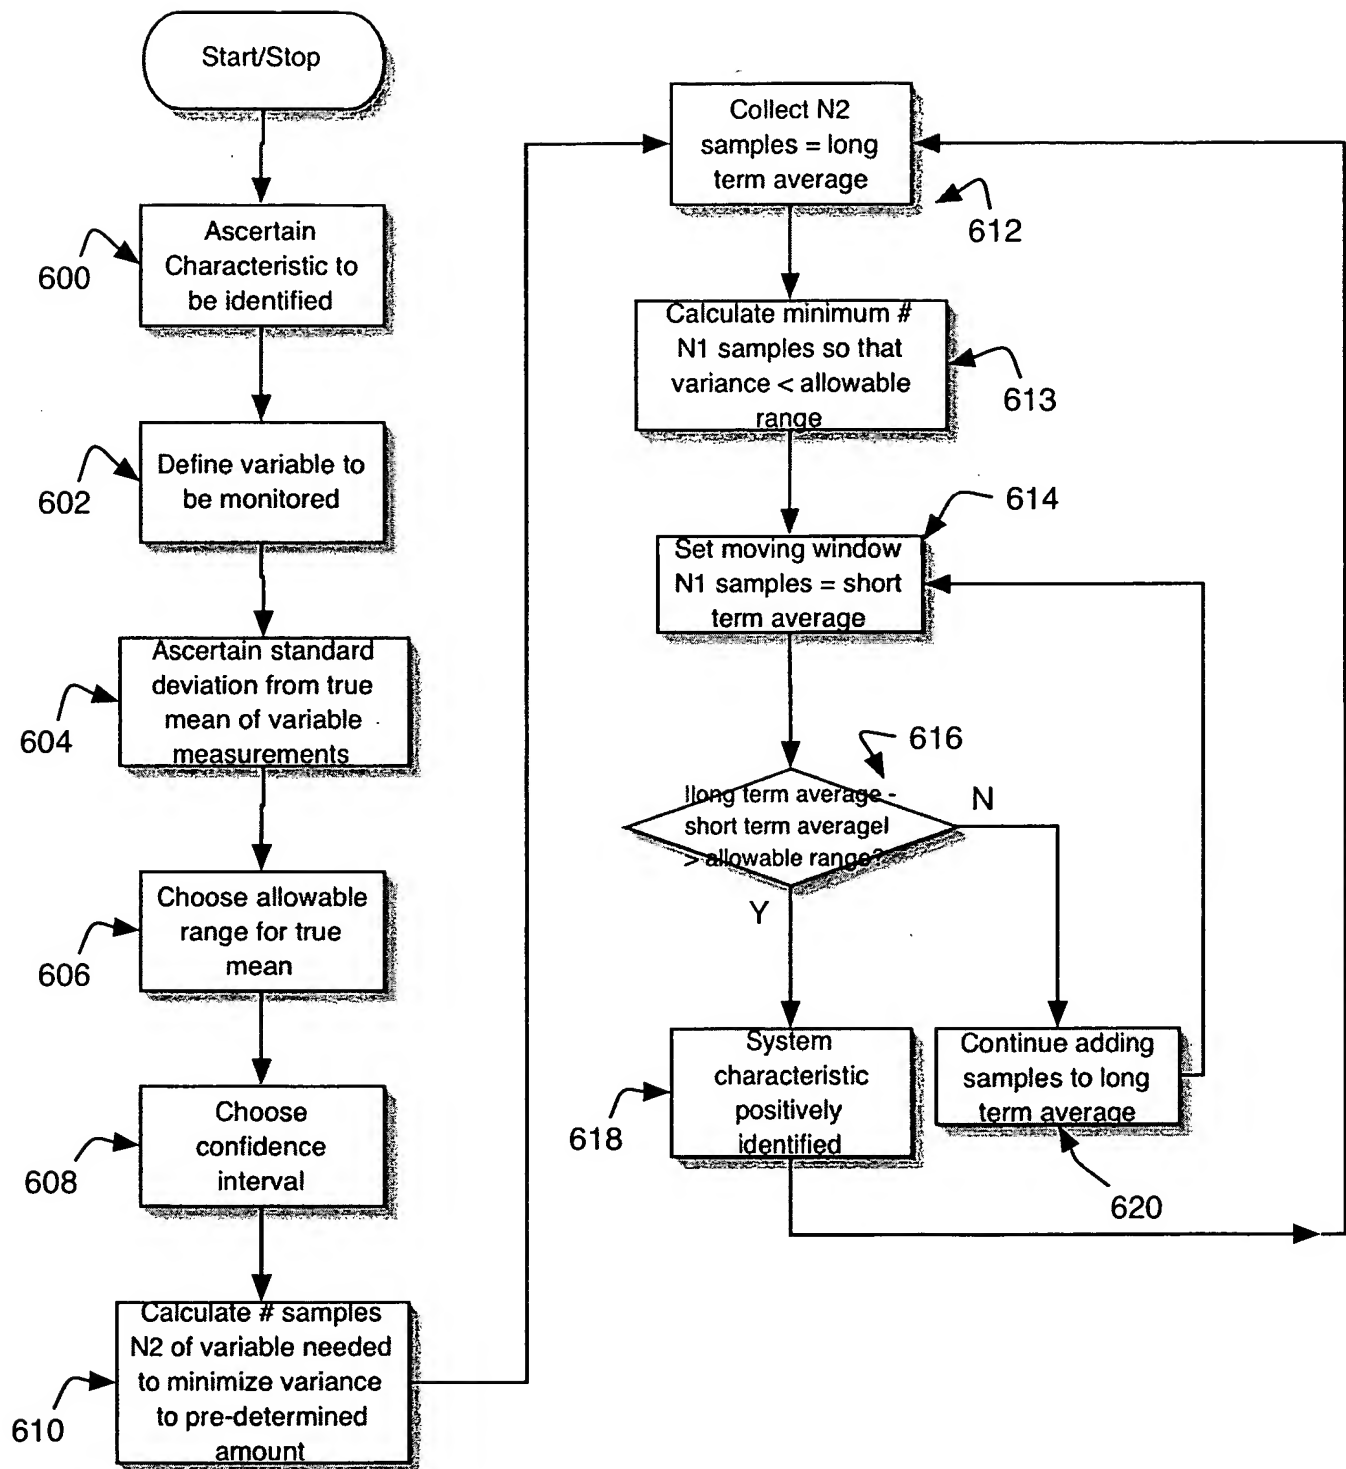 Start/Stop
Ascertain
Characteristic to
be identified
600
Define variable to
be monitored
602
Ascertain standard
deviation from true
mean of variable
measurements
604
Choose allowable
range for true
mean
606
Choose
confidence
interval
608
Calculate # samples
N2 of variable needed
to minimize variance
to pre-determined
amount
610
Collect N2
samples = long
term average
612
Calculate minimum #
N1 samples so that
variance < allowable
range
613
614
Set moving window
N1 samples = short
term average
616
|long term average -
short term average|
> allowable range?
N
Y
System
characteristic
positively
identified
618
Continue adding
samples to long
term average
620